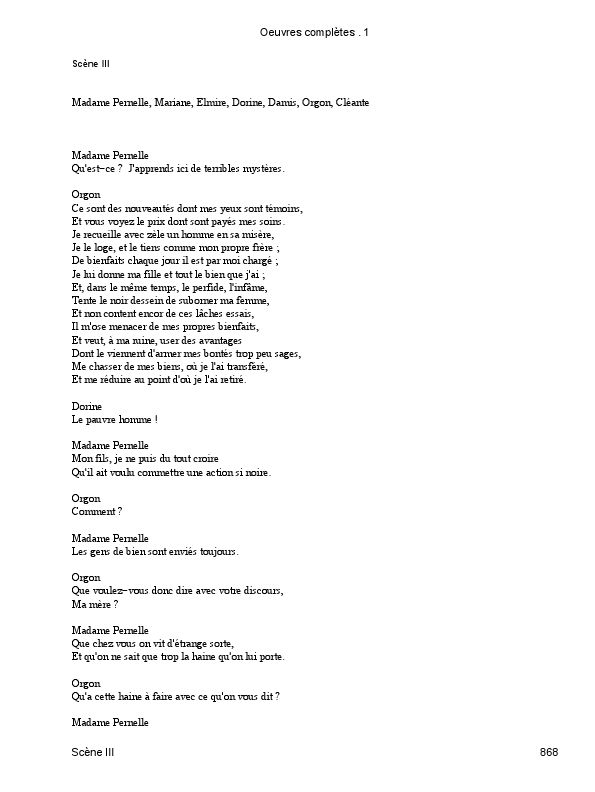 Oeuvres complètes . 1
Scène III
Madame Pernelle, Mariane, Elmire, Dorine, Damis, Orgon, Cléante
Madame Pernelle
Qu'est-ce ? J'apprends ici de terribles mystères.
Orgon
Ce sont des nouveautés dont mes yeux sont témoins,
Et vous voyez le prix dont sont payés mes soins.
Je recueille avec zèle un homme en sa misère,
Je le loge, et le tiens comme mon propre frère ;
De bienfaits chaque jour il est par moi chargé ;
Je lui donne ma fille et tout le bien que j'ai ;
Et, dans le même temps, le perfide, l'infâme,
Tente le noir dessein de suborner ma femme,
Et non content encor de ces lâches essais,
Il m'ose menacer de mes propres bienfaits,
Et veut, à ma ruine, user des avantages
Dont le viennent d'armer mes bontés trop peu sages,
Me chasser de mes biens, où je l'ai transféré,
Et me réduire au point d'où je l'ai retiré.
Dorine
Le pauvre homme !
Madame Pernelle
Mon fils, je ne puis du tout croire
Qu'il ait voulu commettre une action si noire.
Orgon
Comment ?
Madame Pernelle
Les gens de bien sont enviés toujours.
Orgon
Que voulez-vous donc dire avec votre discours,
Ma mère ?
Madame Pernelle
Que chez vous on vit d'étrange sorte,
Et qu'on ne sait que trop la haine qu'on lui porte.
Orgon
Qu'a cette haine à faire avec ce qu'on vous dit ?
Madame Pernelle
Scène III 868